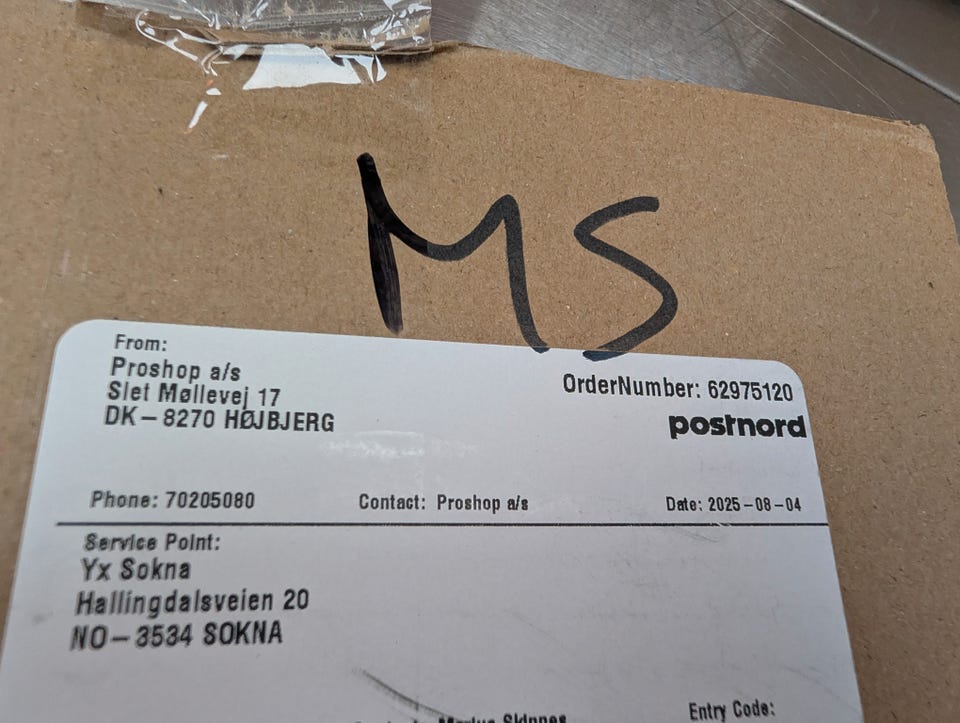 MS
From:
Proshop a/s
Slet Møllevej 17
DK-8270 HØJBJERG
OrderNumber: 62975120
postnord
Phone: 70205080 Contact: Proshop a/s Date: 2025-08-04
Service Point:
Yx Sokna
Hallingdalsveien 20
NO-3534 SOKNA
Entry Code: